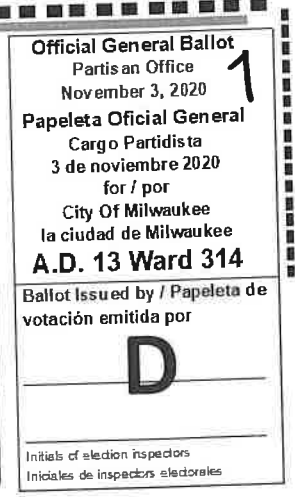 Official General Ballot
Partisan Office
November 3, 2020
1
Papeleta Oficial General
Cargo Partidista
3 de noviembre 2020
for / por
City Of Milwaukee
la ciudad de Milwaukee
A.D. 13 Ward 314
Ballot Issued by / Papeleta de
votación emitida por
D
Initials of election inspectors
Iniciales de inspectors electorales